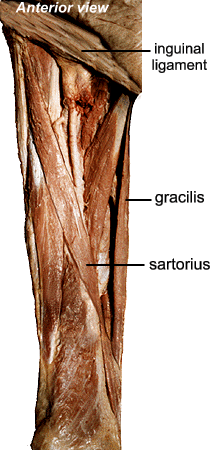 Anterior view
inguinal
ligament
gracilis
sartorius